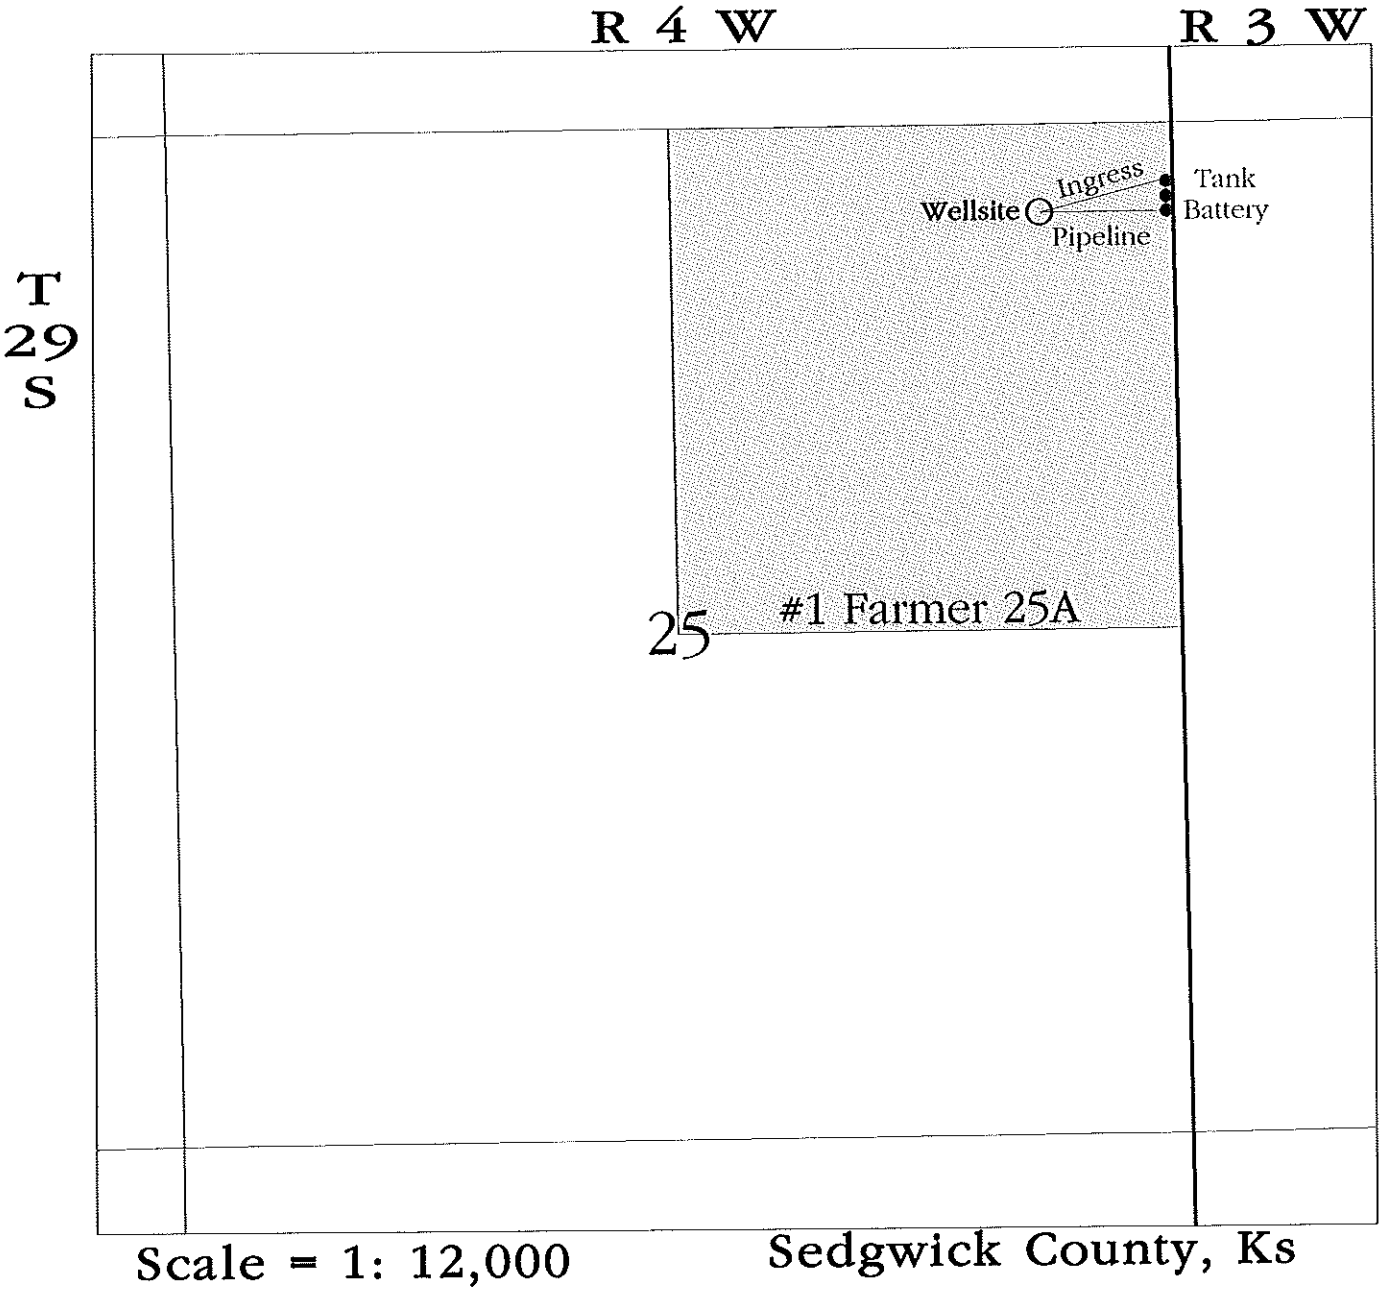 R 4 W
R 3 W
Ingress
Tank
Wellsite
Battery
Pipeline
T
29
S
#1 Farmer 25A
25
Scale = 1: 12,000
Sedgwick County, Ks